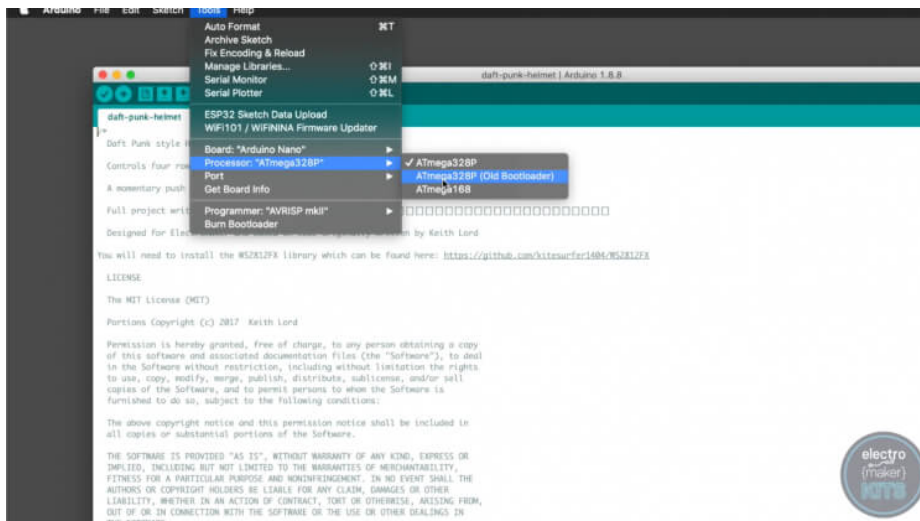 Arduino File Edit Sketch Tools Help
Auto Format ⌘T
Archive Sketch
Fix Encoding & Reload
Manage Libraries... ⇧⌘I
Serial Monitor ⇧⌘M
Serial Plotter ⇧⌘L
ESP32 Sketch Data Upload
WiFi101 / WiFiNINA Firmware Updater
Board: "Arduino Nano"
Processor: "ATmega328P"
Port
Get Board Info
Programmer: "AVRISP mkII"
Burn Bootloader
✓ ATmega328P
ATmega328P (Old Bootloader)
ATmega168
daft-punk-helmet | Arduino 1.8.8
daft-punk-helmet
/*
Daft Punk style
Controls four
A momentary push
Full project
Designed for
by Keith Lord
You will need to install the WS2812FX library which can be found here: https://github.com/kitesurfer1404/WS2812FX
LICENSE
The MIT License (MIT)
Portions Copyright (c) 2017 Keith Lord
Permission is hereby granted, free of charge, to any person obtaining a copy
of this software and associated documentation files (the "Software"), to deal
in the Software without restriction, including without limitation the rights
to use, copy, modify, merge, publish, distribute, sublicense, and/or sell
copies of the Software, and to permit persons to whom the Software is
furnished to do so, subject to the following conditions:
The above copyright notice and this permission notice shall be included in
all copies or substantial portions of the Software.
THE SOFTWARE IS PROVIDED "AS IS", WITHOUT WARRANTY OF ANY KIND, EXPRESS OR
IMPLIED, INCLUDING BUT NOT LIMITED TO THE WARRANTIES OF MERCHANTABILITY,
FITNESS FOR A PARTICULAR PURPOSE AND NONINFRINGEMENT. IN NO EVENT SHALL THE
AUTHORS OR COPYRIGHT HOLDERS BE LIABLE FOR ANY CLAIM, DAMAGES OR OTHER
LIABILITY, WHETHER IN AN ACTION OF CONTRACT, TORT OR OTHERWISE, ARISING FROM,
OUT OF OR IN CONNECTION WITH THE SOFTWARE OR THE USE OR OTHER DEALINGS IN
electro
{maker}
KITS